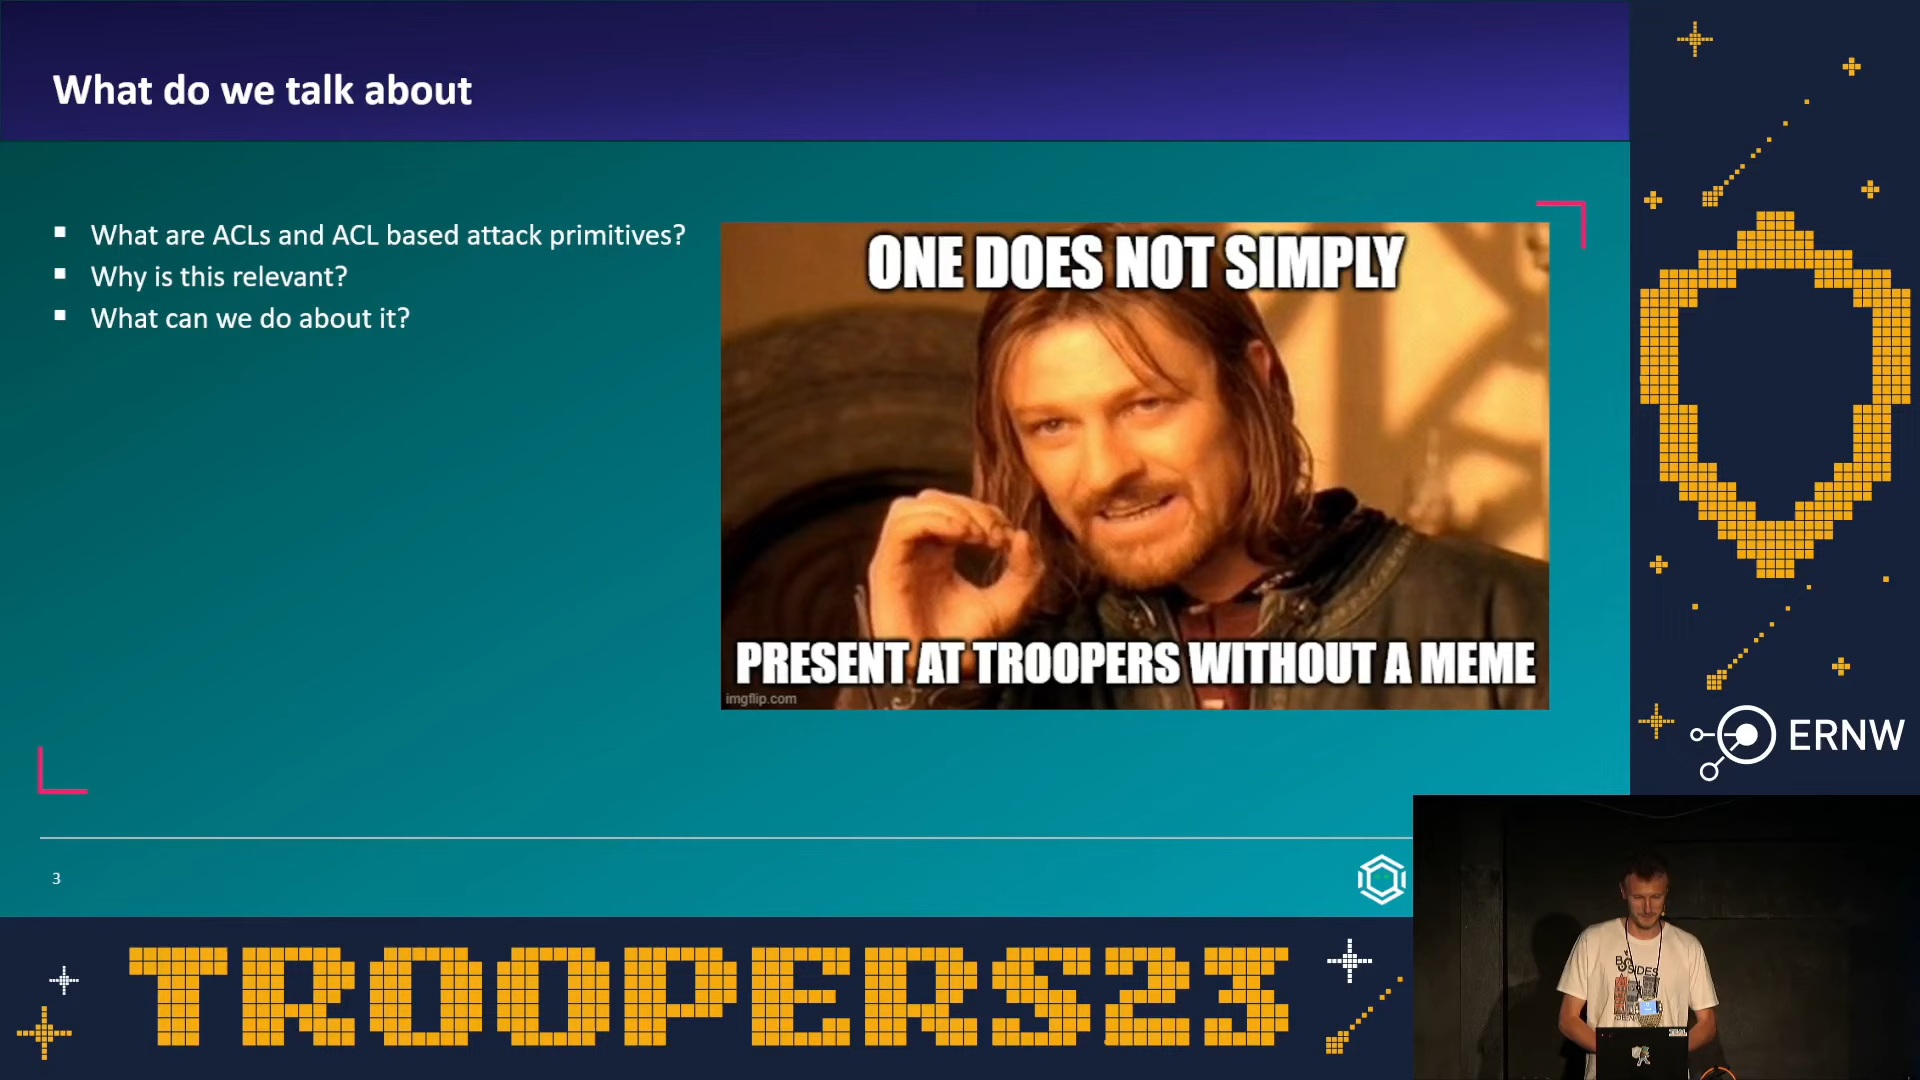 What do we talk about
What are ACLs and ACL based attack primitives?
Why is this relevant?
What can we do about it?
ONE DOES NOT SIMPLY
PRESENT AT TROOPERS WITHOUT A MEME
imgflip.com
3
ERNW
TROOPERS23
SIDES